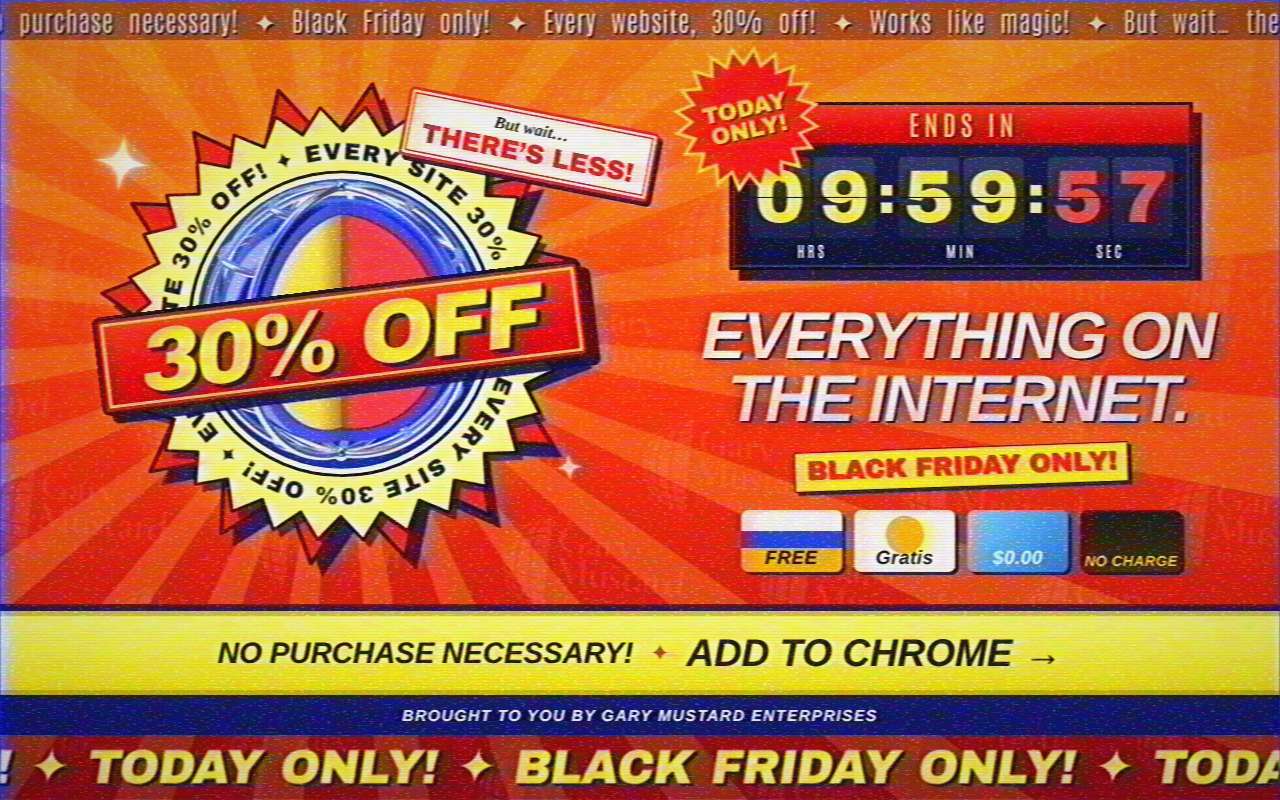 purchase necessary! ✦ Black Friday only! ✦ Every website, 30% off! ✦ Works like magic! ✦ But wait… the
EVERY SITE 30% OFF! ✦ EVERY SITE 30% OFF! ✦
But wait...
THERE'S LESS!
30% OFF
TODAY
ONLY!
ENDS IN
09:59:57
HRS MIN SEC
EVERYTHING ON
THE INTERNET.
BLACK FRIDAY ONLY!
FREE
Gratis
$0.00
NO CHARGE
NO PURCHASE NECESSARY! ✦ ADD TO CHROME →
BROUGHT TO YOU BY GARY MUSTARD ENTERPRISES
! ✦ TODAY ONLY! ✦ BLACK FRIDAY ONLY! ✦ TODA